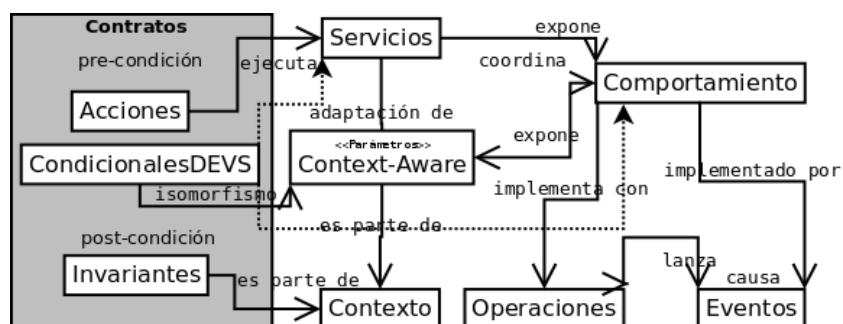 Contratos
pre-condición
Acciones
CondicionalesDEVS
isomorfismo
post-condición
Invariantes
es parte de
ejecuta
Servicios
adaptación de
<<Parámetros>>
Context-Aware
es parte de
Contexto
expone
coordina
Comportamiento
expone
implementa con
implementado por
lanza
causa
Operaciones
Eventos